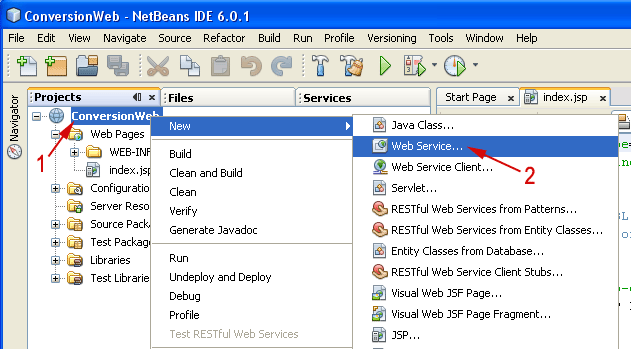 ConversionWeb - NetBeans IDE 6.0.1
File Edit View Navigate Source Refactor Build Run Profile Versioning Tools Window Help
Projects Files Services Start Page index.jsp
Navigator
ConversionWeb
1
Web Pages
WEB-INF
index.jsp
Configuration
Server Resou
Source Packag
Test Package
Libraries
Test Libraries
New
Build
Clean and Build
Clean
Verify
Generate Javadoc
Run
Undeploy and Deploy
Debug
Profile
Test RESTful Web Services
Java Class...
Web Service...
2
Web Service Client...
Servlet...
RESTful Web Services from Patterns...
RESTful Web Services from Entity Classes...
Entity Classes from Database...
RESTful Web Service Client Stubs...
Visual Web JSF Page...
Visual Web JSF Page Fragment...
JSP...